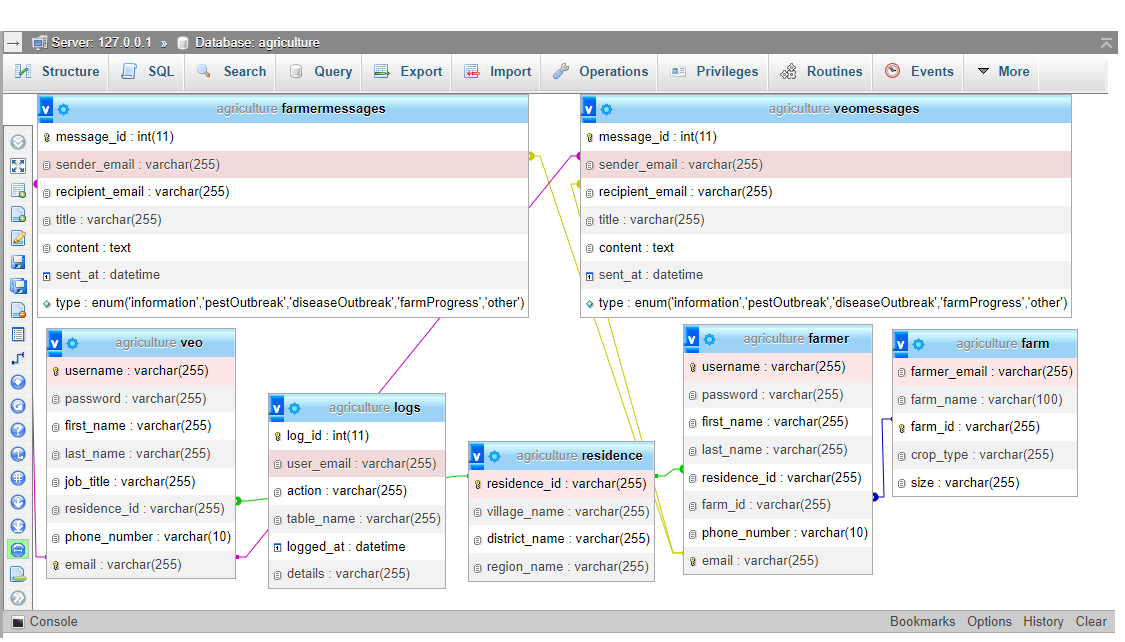 Server: 127.0.0.1 » Database: agriculture
Structure SQL Search Query Export Import Operations Privileges Routines Events More
agriculture farmermessages
message_id : int(11)
sender_email : varchar(255)
recipient_email : varchar(255)
title : varchar(255)
content : text
sent_at : datetime
type : enum('information','pestOutbreak','diseaseOutbreak','farmProgress','other')
agriculture veomessages
message_id : int(11)
sender_email : varchar(255)
recipient_email : varchar(255)
title : varchar(255)
content : text
sent_at : datetime
type : enum('information','pestOutbreak','diseaseOutbreak','farmProgress','other')
agriculture veo
username : varchar(255)
password : varchar(255)
first_name : varchar(255)
last_name : varchar(255)
job_title : varchar(255)
residence_id : varchar(255)
phone_number : varchar(10)
email : varchar(255)
agriculture logs
log_id : int(11)
user_email : varchar(255)
action : varchar(255)
table_name : varchar(255)
logged_at : datetime
details : varchar(255)
agriculture residence
residence_id : varchar(255)
village_name : varchar(255)
district_name : varchar(255)
region_name : varchar(255)
agriculture farmer
username : varchar(255)
password : varchar(255)
first_name : varchar(255)
last_name : varchar(255)
residence_id : varchar(255)
farm_id : varchar(255)
phone_number : varchar(10)
email : varchar(255)
agriculture farm
farmer_email : varchar(255)
farm_name : varchar(100)
farm_id : varchar(255)
crop_type : varchar(255)
size : varchar(255)
Console Bookmarks Options History Clear